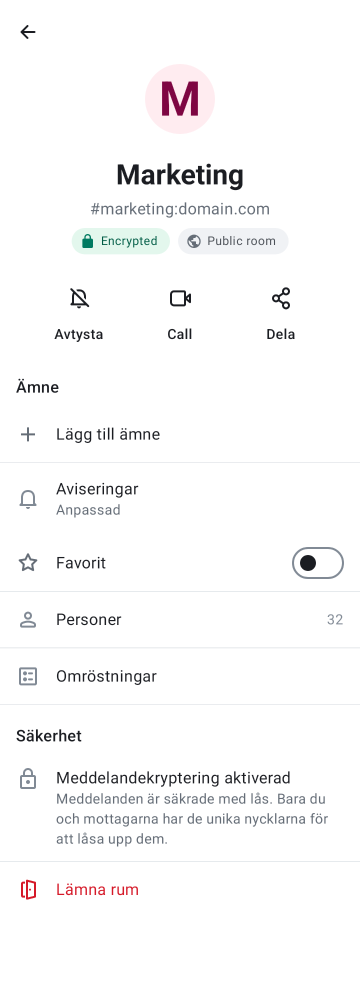 M
Marketing
#marketing:domain.com
Encrypted
Public room
Avtysta
Call
Dela
Ämne
Lägg till ämne
Aviseringar
Anpassad
Favorit
Personer
32
Omröstningar
Säkerhet
Meddelandekryptering aktiverad
Meddelanden är säkrade med lås. Bara du
och mottagarna har de unika nycklarna för
att låsa upp dem.
Lämna rum